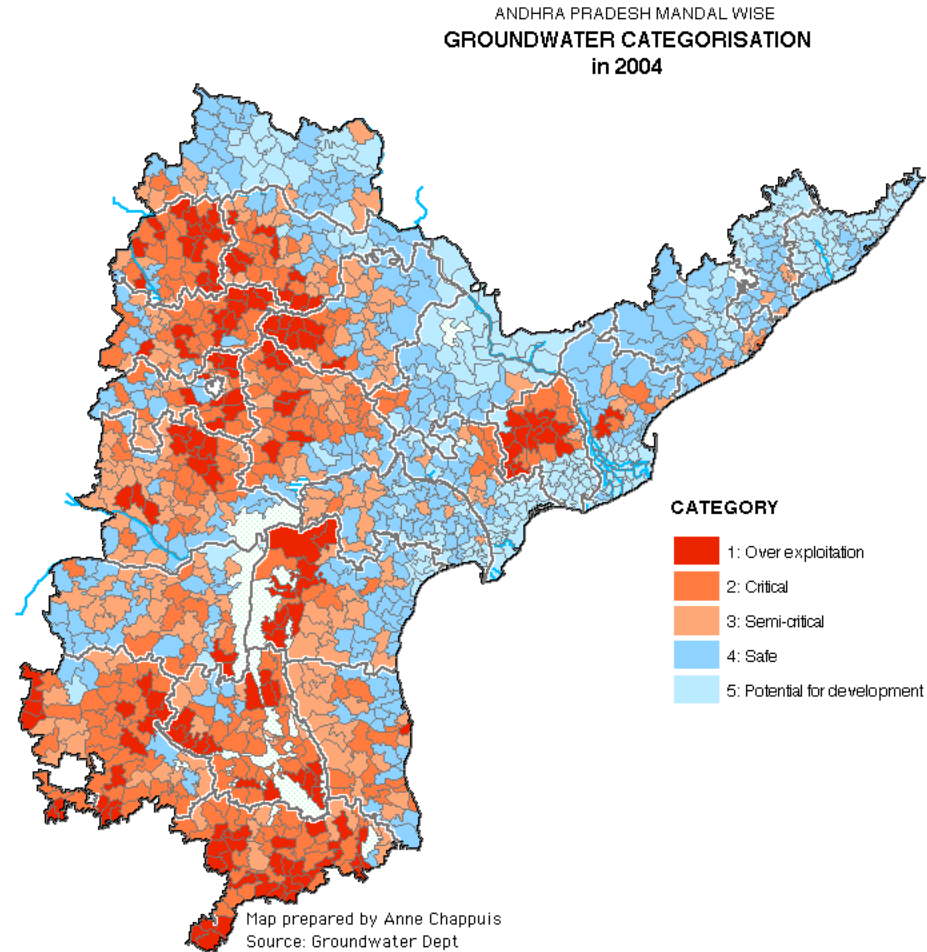 ANDHRA PRADESH MANDAL WISE
GROUNDWATER CATEGORISATION
in 2004
CATEGORY
1: Over exploitation
2: Critical
3: Semi-critical
4: Safe
5: Potential for development
Map prepared by Anne Chappuis
Source: Groundwater Dept